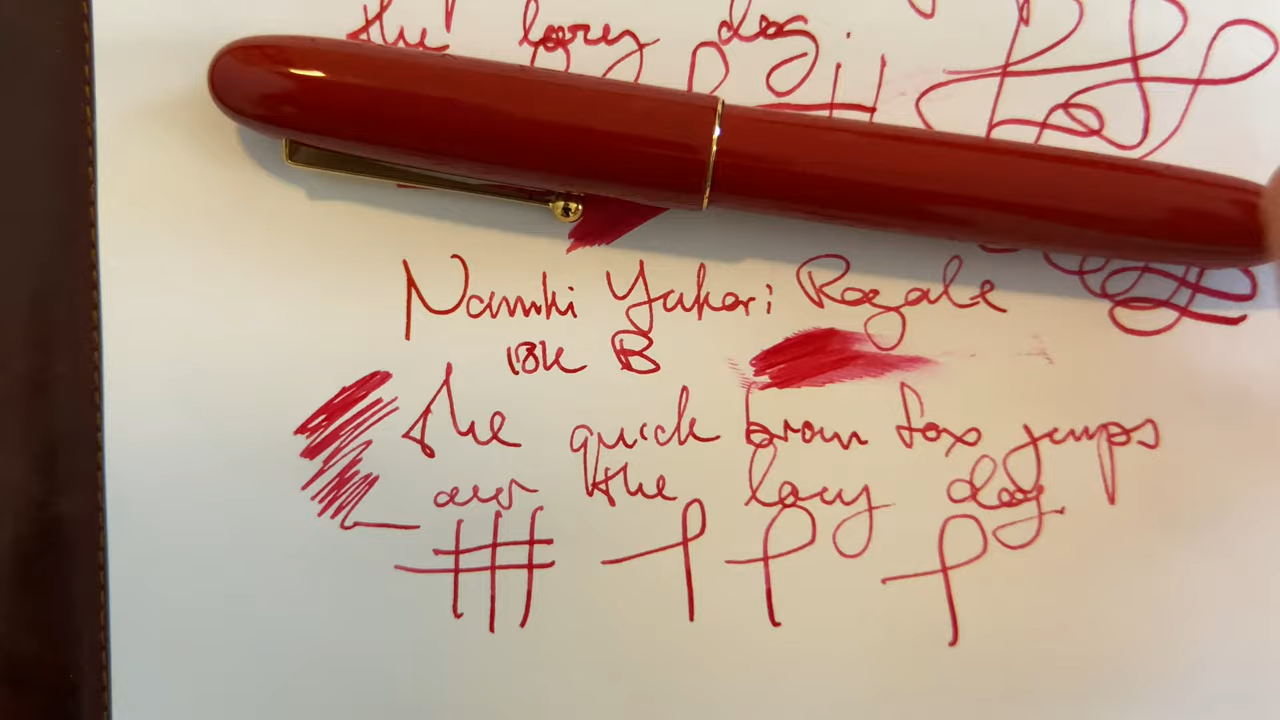 the lazy dog.
Namiki Yukari Royale
18k B
The quick brown fox jumps
over the lazy dog